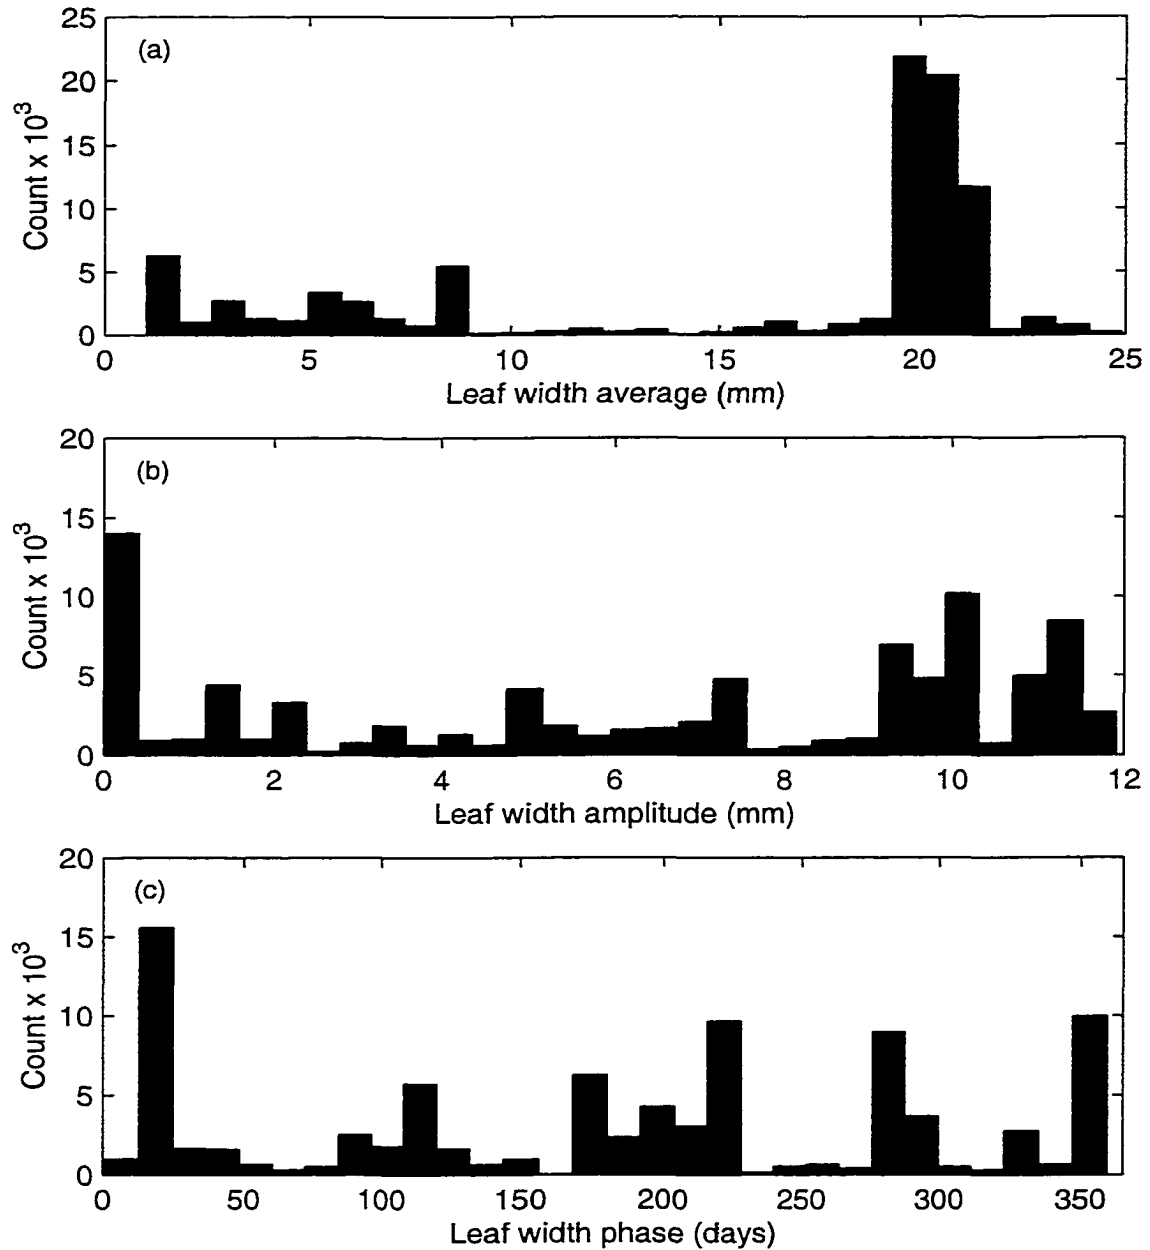 25
(a)
20
15
10
5
0
Count x 10³
0 5 10 15 20 25
Leaf width average (mm)
20
(b)
15
10
5
0
Count x 10³
0 2 4 6 8 10 12
Leaf width amplitude (mm)
20
(c)
15
10
5
0
Count x 10³
0 50 100 150 200 250 300 350
Leaf width phase (days)